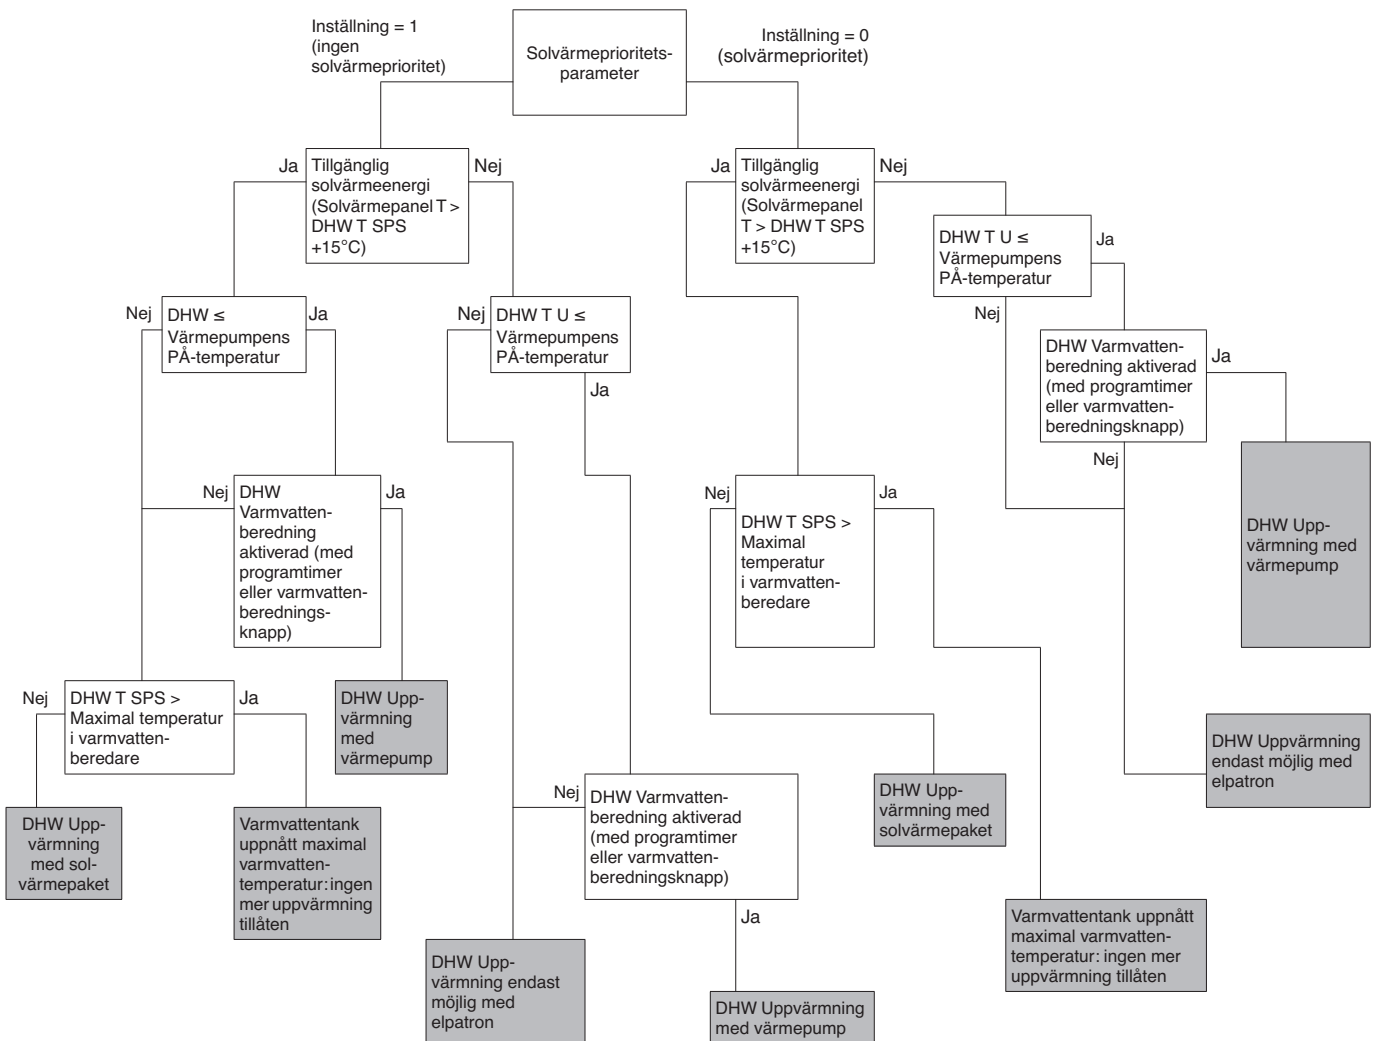 Inställning = 1
(ingen
solvärmeprioritet)
Solvärmeprioritets-
parameter
Inställning = 0
(solvärmeprioritet)
Ja
Tillgänglig
solvärmeenergi
(Solvärmepanel T >
DHW T SPS
+15°C)
Nej
Ja
Tillgänglig
solvärmeenergi
(Solvärmepanel
T > DHW T SPS
+15°C)
Nej
DHW T U ≤
Värmepumpens
PÅ-temperatur
Ja
Nej
Nej
DHW ≤
Värmepumpens
PÅ-temperatur
Ja
Nej
DHW T U ≤
Värmepumpens
PÅ-temperatur
Ja
DHW Varmvatten-
beredning aktiverad
(med programtimer
eller varmvatten-
beredningsknapp)
Ja
Nej
Nej
DHW
Varmvatten-
beredning
aktiverad (med
programtimer
eller varmvatten-
berednings-
knapp)
Ja
Nej
DHW T SPS >
Maximal
temperatur
i varmvatten-
beredare
Ja
DHW Upp-
värmning med
värmepump
Nej
DHW T SPS >
Maximal temperatur
i varmvatten-
beredare
Ja
DHW Upp-
värmning
med
värmepump
DHW Uppvärmning
endast möjlig med
elpatron
DHW Upp-
värmning
med sol-
värmepaket
Varmvattentank
uppnått maximal
varmvatten-
temperatur: ingen
mer uppvärmning
tillåten
Nej
DHW Varmvatten-
beredning aktiverad
(med programtimer
eller varmvatten-
beredningsknapp)
Ja
DHW Upp-
värmning med
solvärmepaket
Varmvattentank uppnått
maximal varmvatten-
temperatur: ingen mer
uppvärmning tillåten
DHW Upp-
värmning endast
möjlig med
elpatron
DHW Uppvärmning
med värmepump